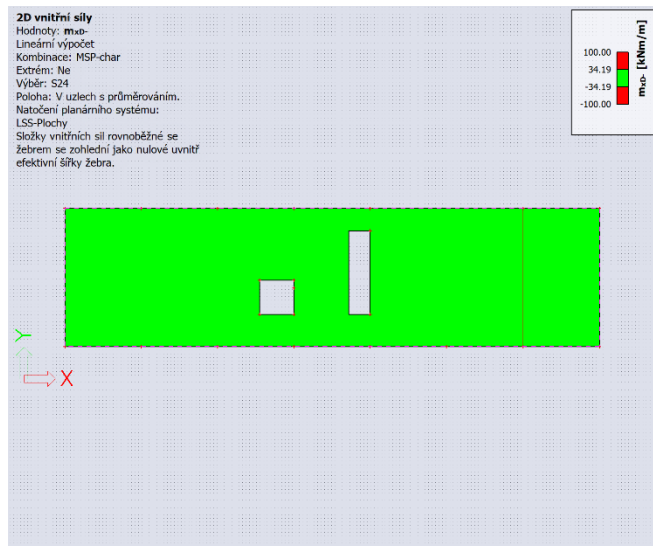 2D vnitřní síly
Hodnoty: mxD-
Lineární výpočet
Kombinace: MSP-char
Extrém: Ne
Výběr: S24
Poloha: V uzlech s průměrováním.
Natočení planárního systému:
LSS-Plochy
Složky vnitřních sil rovnoběžné se
žebrem se zohlední jako nulové uvnitř
efektivní šířky žebra.
100.00
34.19
-34.19
-100.00
mxD- [kNm/m]
Y
X